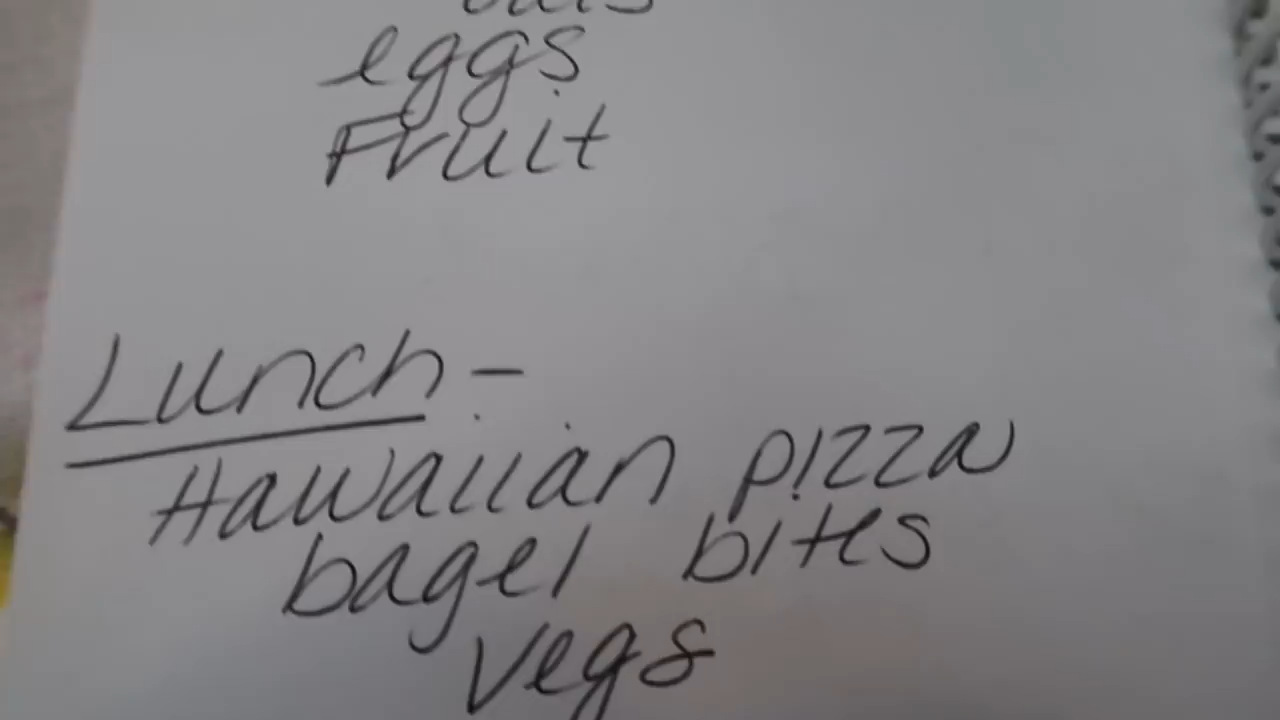 eggs
Fruit
Lunch -
Hawaiian pizza
bagel bites
vegs